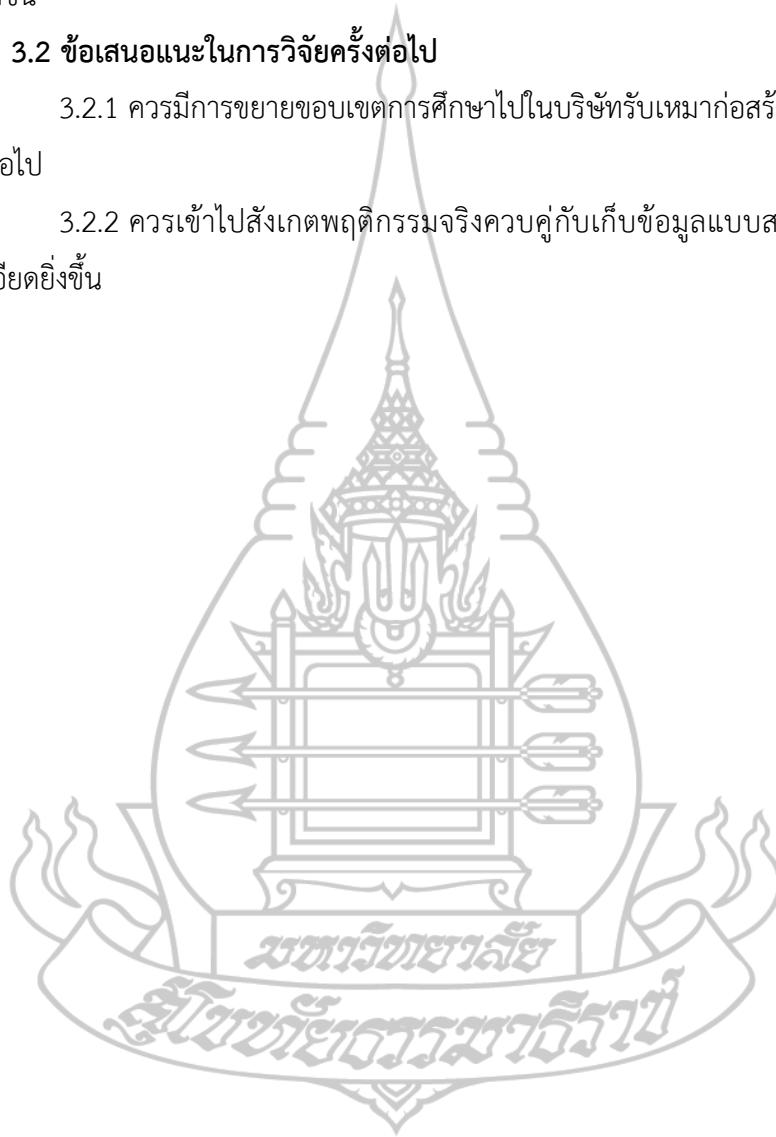 3.2 ข้อเสนอแนะในการวิจัยครั้งต่อไป
3.2.1 ควรมีการขยายขอบเขตการศึกษาไปในบริษัทรับเหมาก่อสร้
อไป
3.2.2 ควรเข้าไปสังเกตพฤติกรรมจริงควบคู่กับเก็บข้อมูลแบบส
อียดยิ่งขึ้น
มหาวิทยาลัย
สุโขทัยธรรมาธิราช